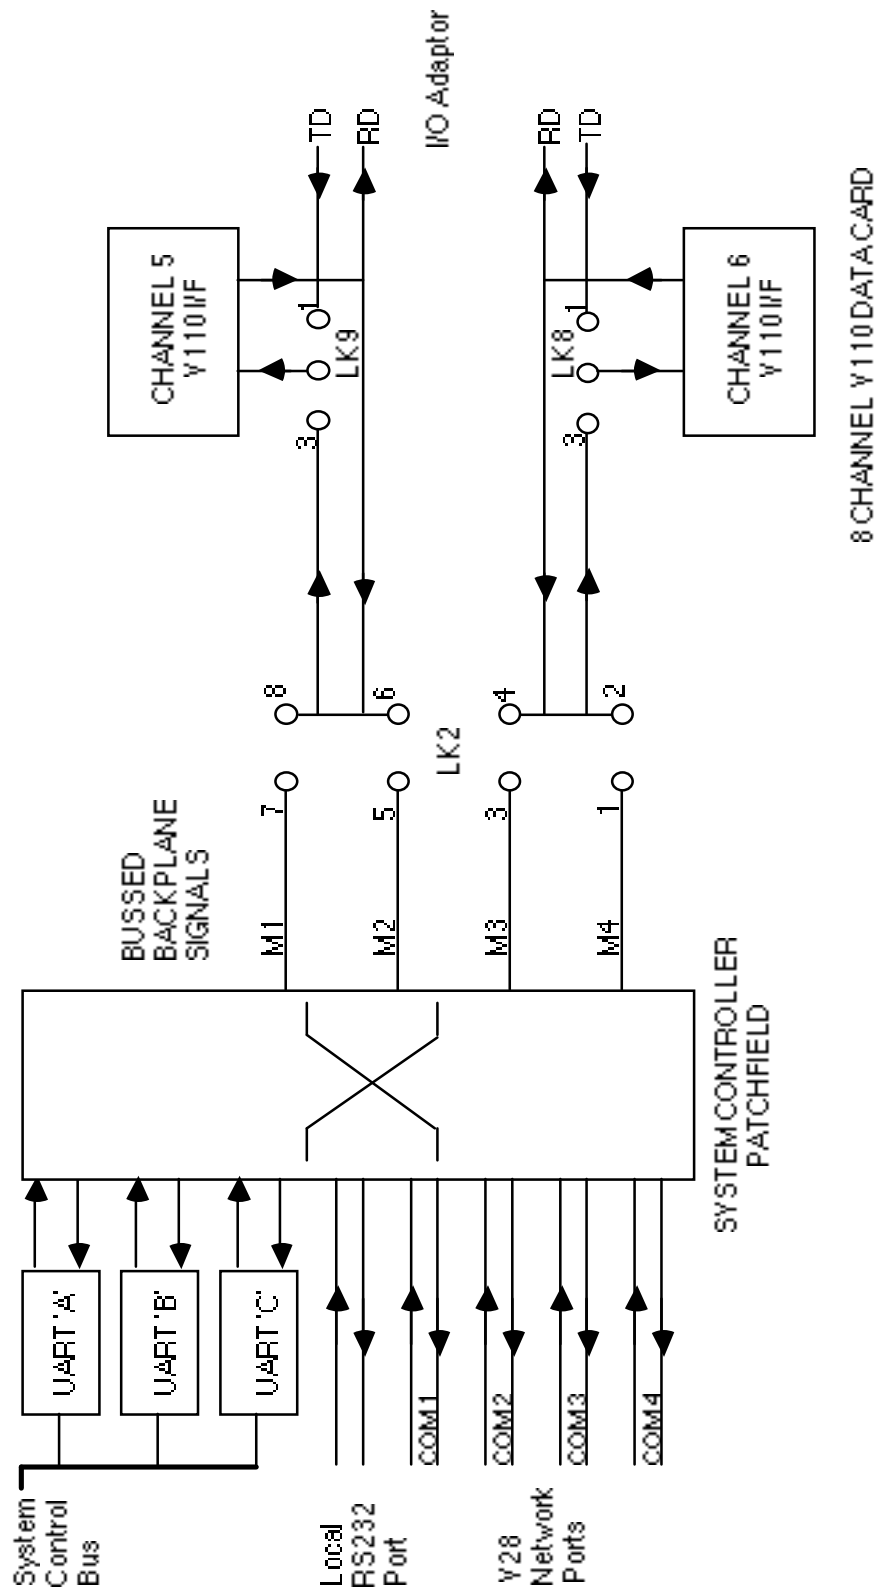 System
Control
Bus
UART 'A'
UART 'B'
UART 'C'
Local
RS232
Port
COM1
COM2
COM3
COM4
V28
Network
Ports
SYSTEM CONTROLLER
PATCHFIELD
BUSSED
BACKPLANE
SIGNALS
M1
M2
M3
M4
7
5
3
1
LK2
8
6
4
2
CHANNEL 5
V110 I/F
3
1
LK9
LK8
3
1
CHANNEL 6
V110 I/F
TD
RD
RD
TD
I/O Adaptor
8 CHANNEL V110 DATA CARD